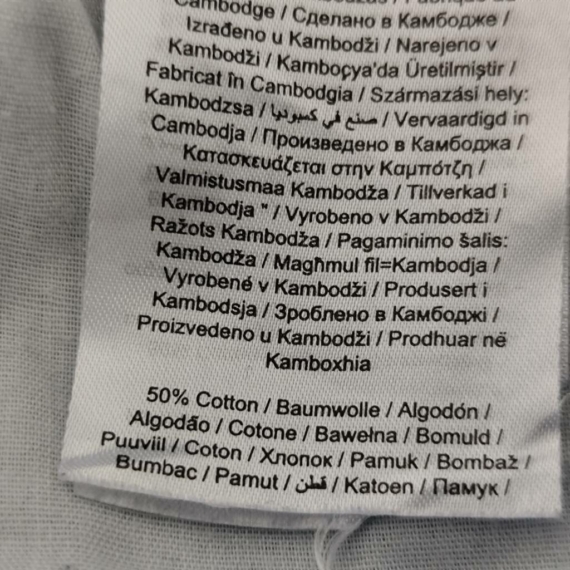 Cambodge / Сделано в Камбодже /
Izrađeno u Kambodži / Narejeno v
Kambodži / Kamboçya'da Üretilmiştir /
Fabricat în Cambodgia / Származási hely:
Kambodzsa / صنع في كمبوديا / Vervaardigd in
Cambodja / Произведено в Камбоджа /
Κατασκευάζεται στην Καμπότζη /
Valmistusmaa Kambodža / Tillverkad i
Kambodja " / Vyrobeno v Kambodži /
Ražots Kambodža / Pagaminimo šalis:
Kambodža / Magħmul fil=Kambodja /
Vyrobené v Kambodži / Produsert i
Kambodsja / Зроблено в Камбоджі /
Proizvedeno u Kambodži / Prodhuar në
Kamboxhia
50% Cotton / Baumwolle / Algodón /
Algodão / Cotone / Bawełna / Bomuld /
Puuviil / Coton / Хлопок / Pamuk / Bombaž /
Bumbac / Pamut / قطن / Katoen / Памук /